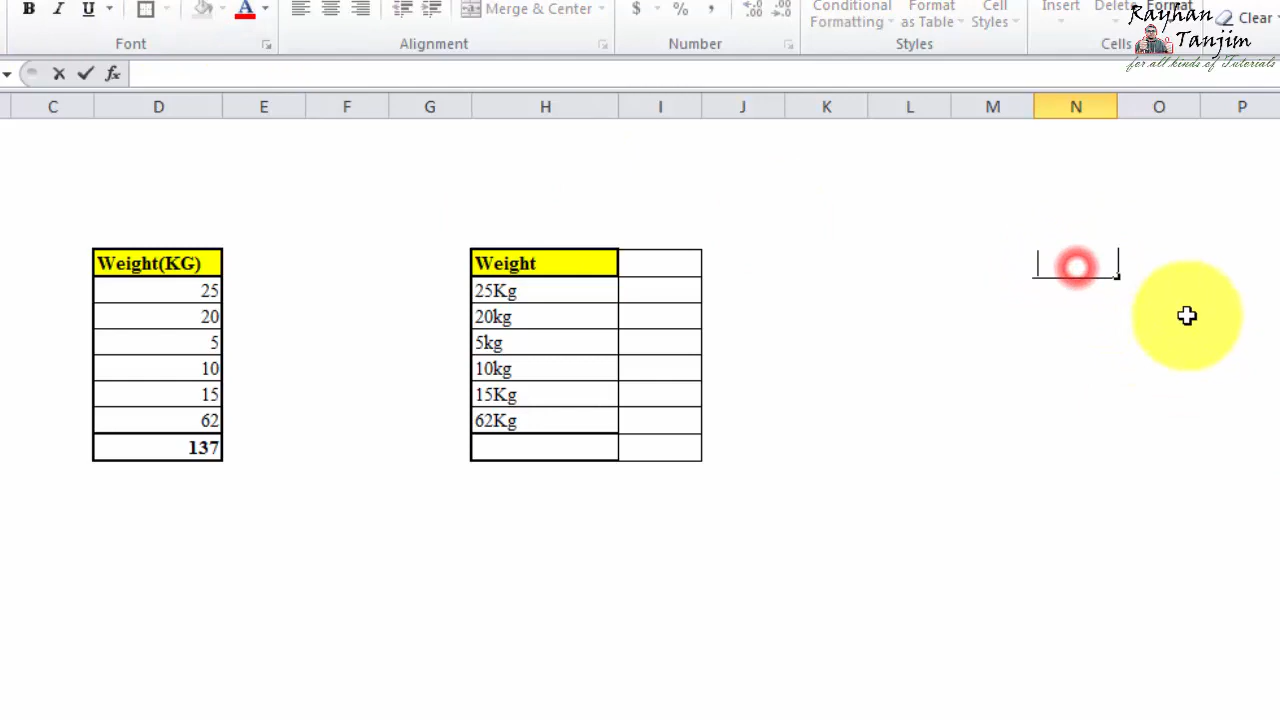 B I U A Merge & Center $ % , Conditional Formatting Format as Table Cell Styles Insert Delete Format Clear
Font Alignment Number Styles Cells
Rayhan
Tanjim
for all kinds of Tutorials
fx
C D E F G H I J K L M N O P
Weight(KG) Weight
25 25Kg
20 20kg
5 5kg
10 10kg
15 15Kg
62 62Kg
137